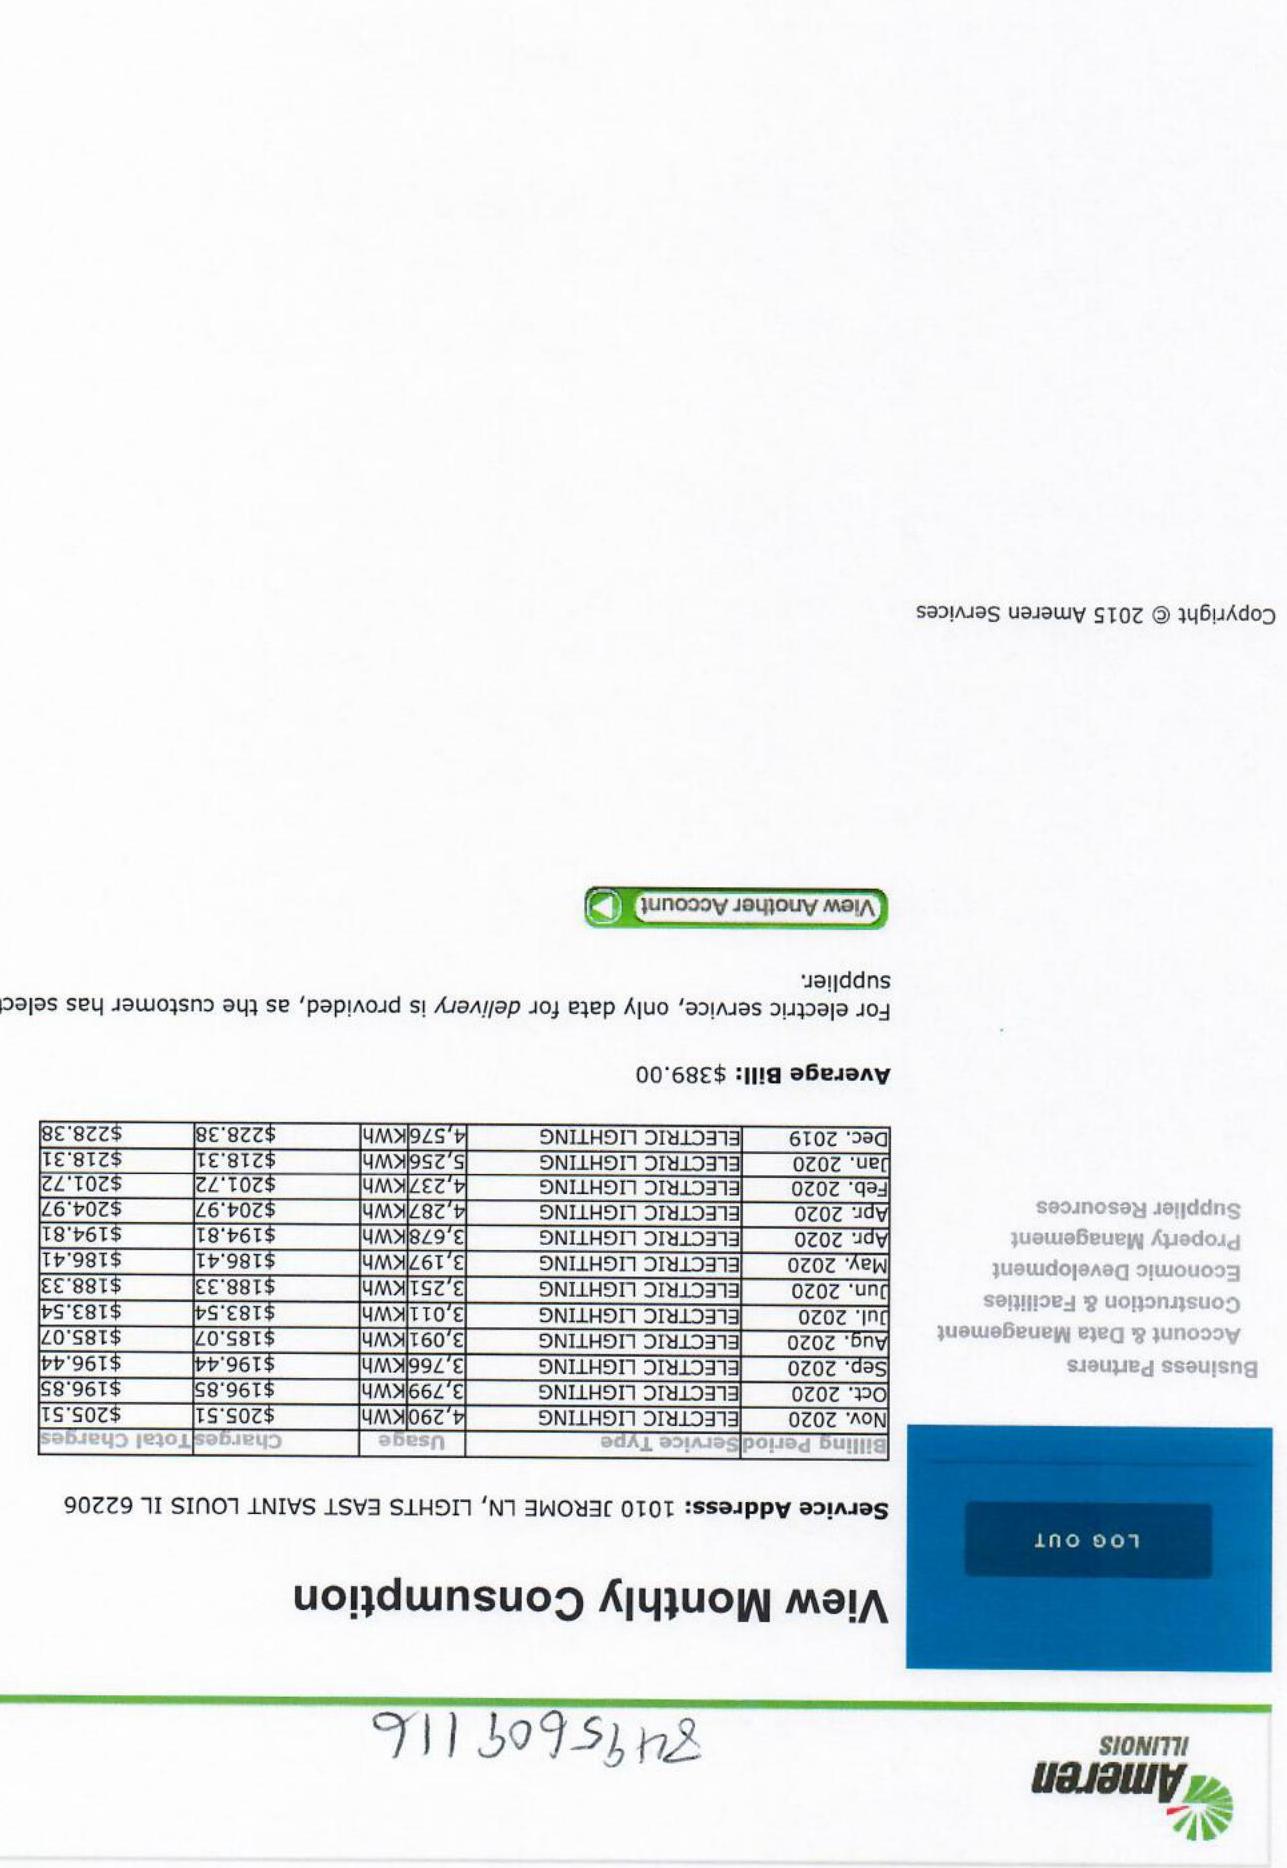 Ameren
ILLINOIS
8495609116
LOG OUT
Business Partners
Account & Data Management
Construction & Facilities
Economic Development
Property Management
Supplier Resources
View Monthly Consumption
Service Address: 1010 JEROME LN, LIGHTS EAST SAINT LOUIS IL 62206
Billing Period Service Type Usage Charges Total Charges
Nov. 2020 ELECTRIC LIGHTING 4,290 KWh $205.51 $205.51
Oct. 2020 ELECTRIC LIGHTING 3,799 KWh $196.85 $196.85
Sep. 2020 ELECTRIC LIGHTING 3,766 KWh $196.44 $196.44
Aug. 2020 ELECTRIC LIGHTING 3,091 KWh $185.07 $185.07
Jul. 2020 ELECTRIC LIGHTING 3,011 KWh $183.54 $183.54
Jun. 2020 ELECTRIC LIGHTING 3,251 KWh $188.33 $188.33
May. 2020 ELECTRIC LIGHTING 3,197 KWh $186.41 $186.41
Apr. 2020 ELECTRIC LIGHTING 3,678 KWh $194.81 $194.81
Apr. 2020 ELECTRIC LIGHTING 4,287 KWh $204.97 $204.97
Feb. 2020 ELECTRIC LIGHTING 4,237 KWh $201.72 $201.72
Jan. 2020 ELECTRIC LIGHTING 5,256 KWh $218.31 $218.31
Dec. 2019 ELECTRIC LIGHTING 4,576 KWh $228.38 $228.38
Average Bill: $389.00
For electric service, only data for delivery is provided, as the customer has select
supplier.
View Another Account
Copyright © 2015 Ameren Services